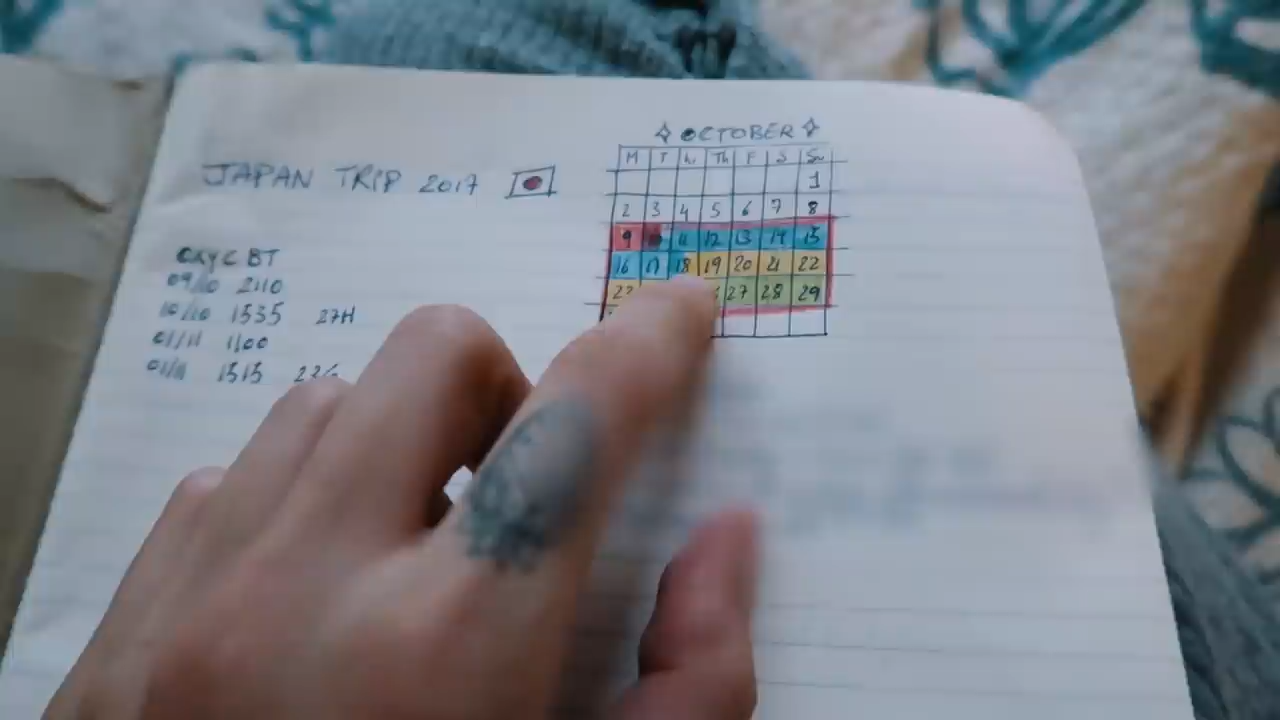 JAPAN TRIP 2017
09/10 2110
10/10 1535 27H
01/11 1100
01/11 1515
OCTOBER
M T W Th F S Su
1
2 3 4 5 6 7 8
9 11 12 13 14 15
16 17 18 19 20 21 22
27 28 29